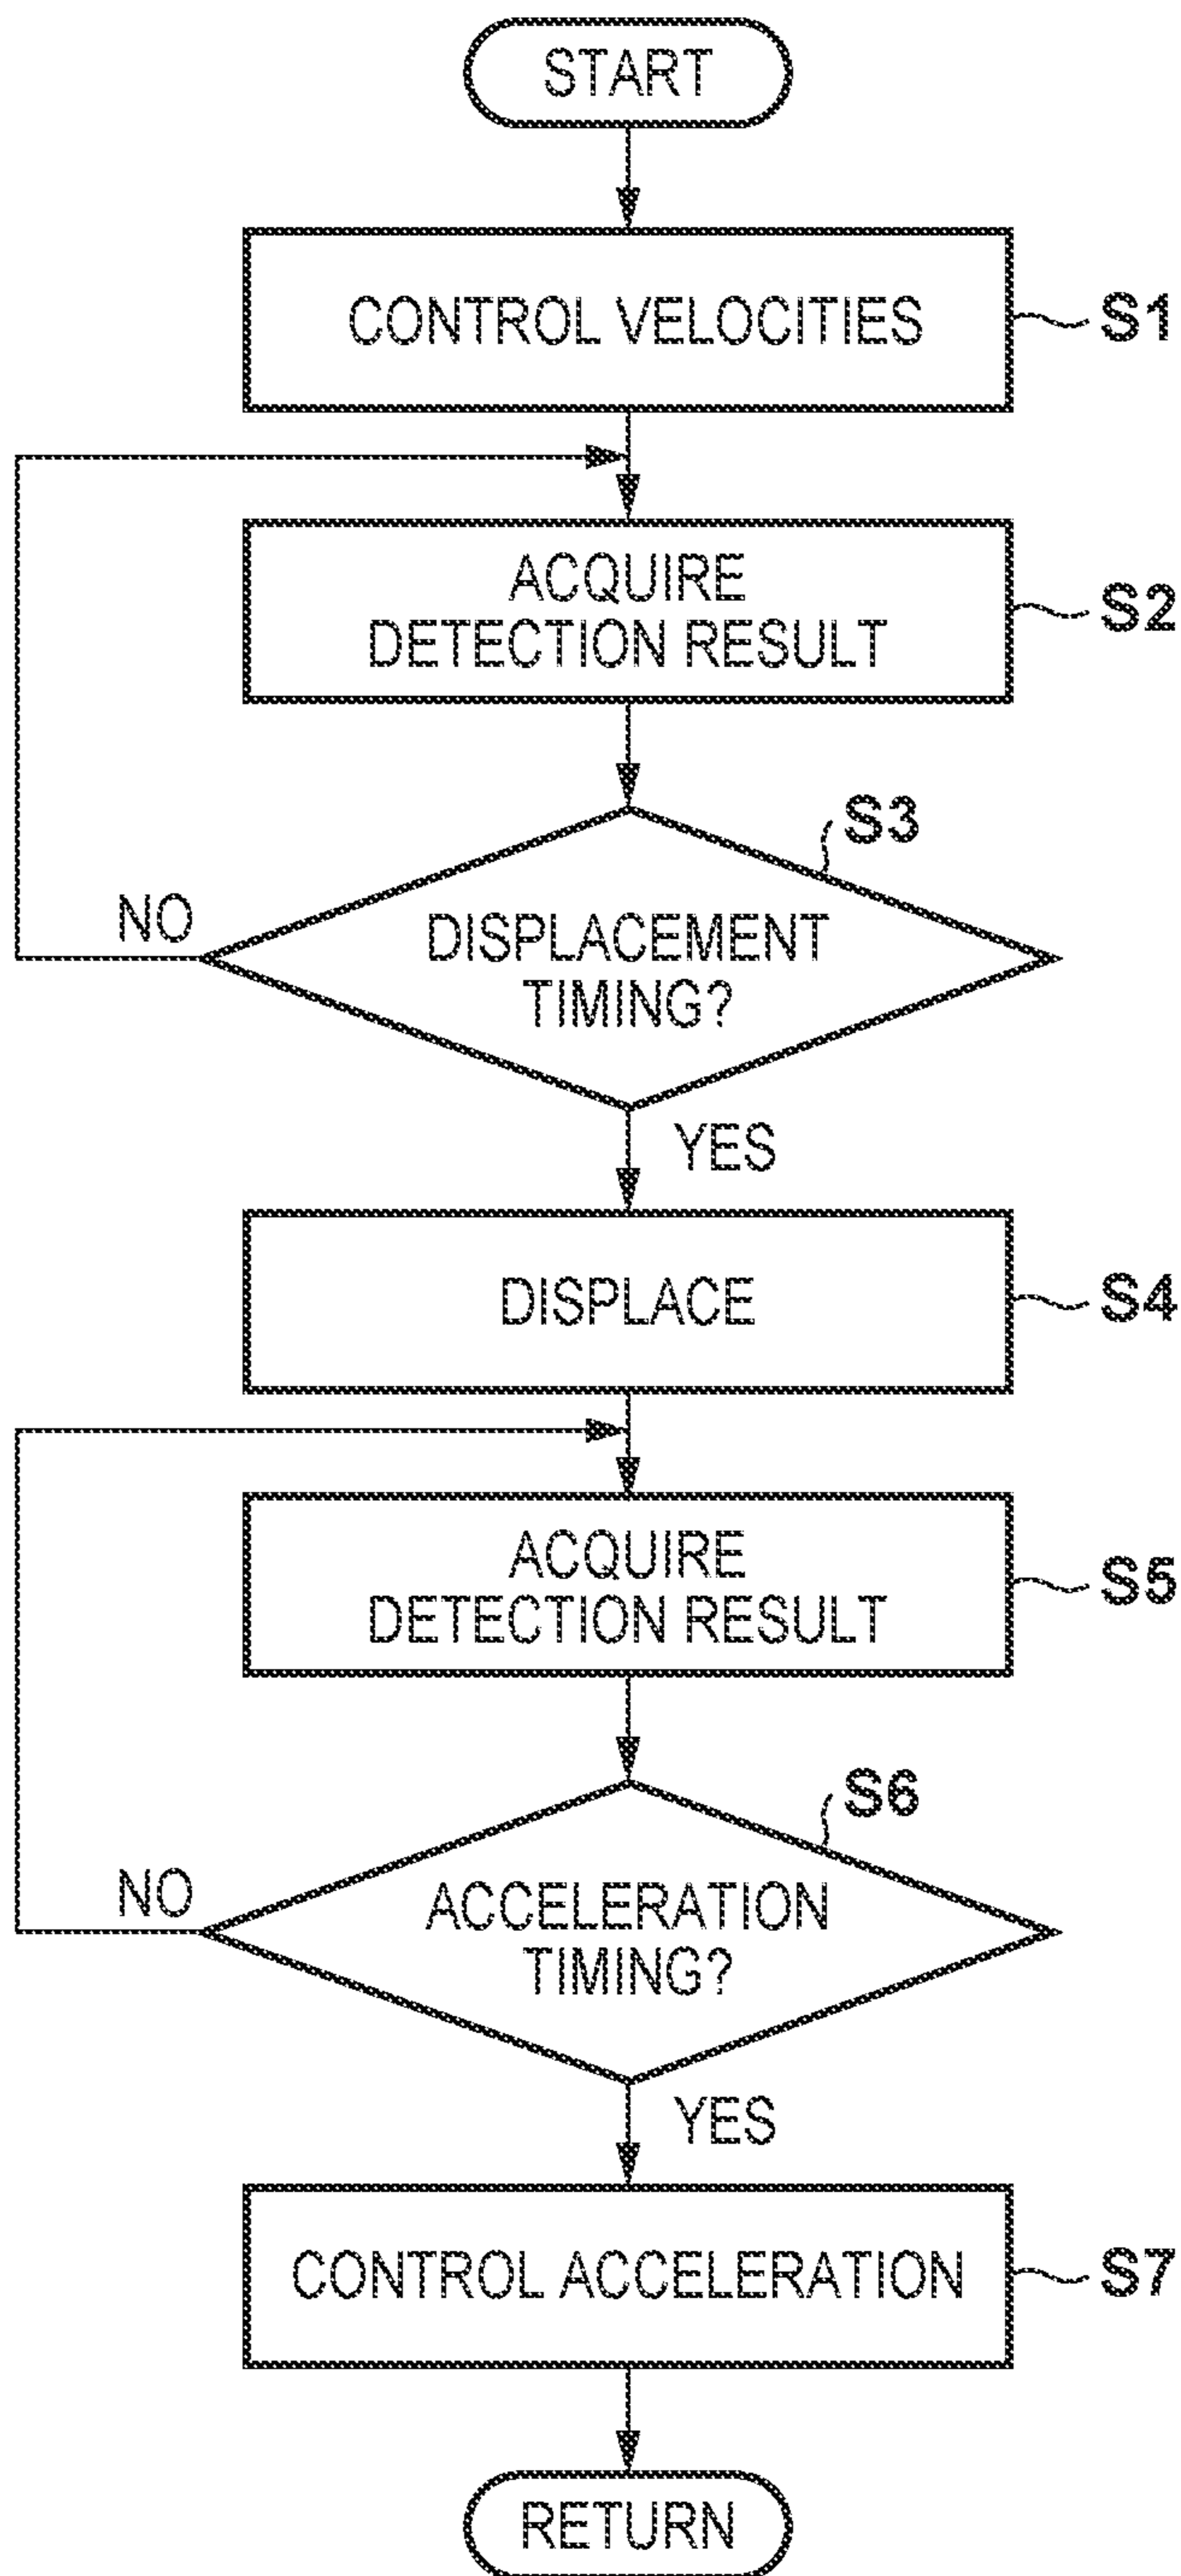 START
CONTROL VELOCITIES
S1
ACQUIRE
DETECTION RESULT
S2
S3
NO
DISPLACEMENT
TIMING?
YES
DISPLACE
S4
ACQUIRE
DETECTION RESULT
S5
S6
NO
ACCELERATION
TIMING?
YES
CONTROL ACCELERATION
S7
RETURN